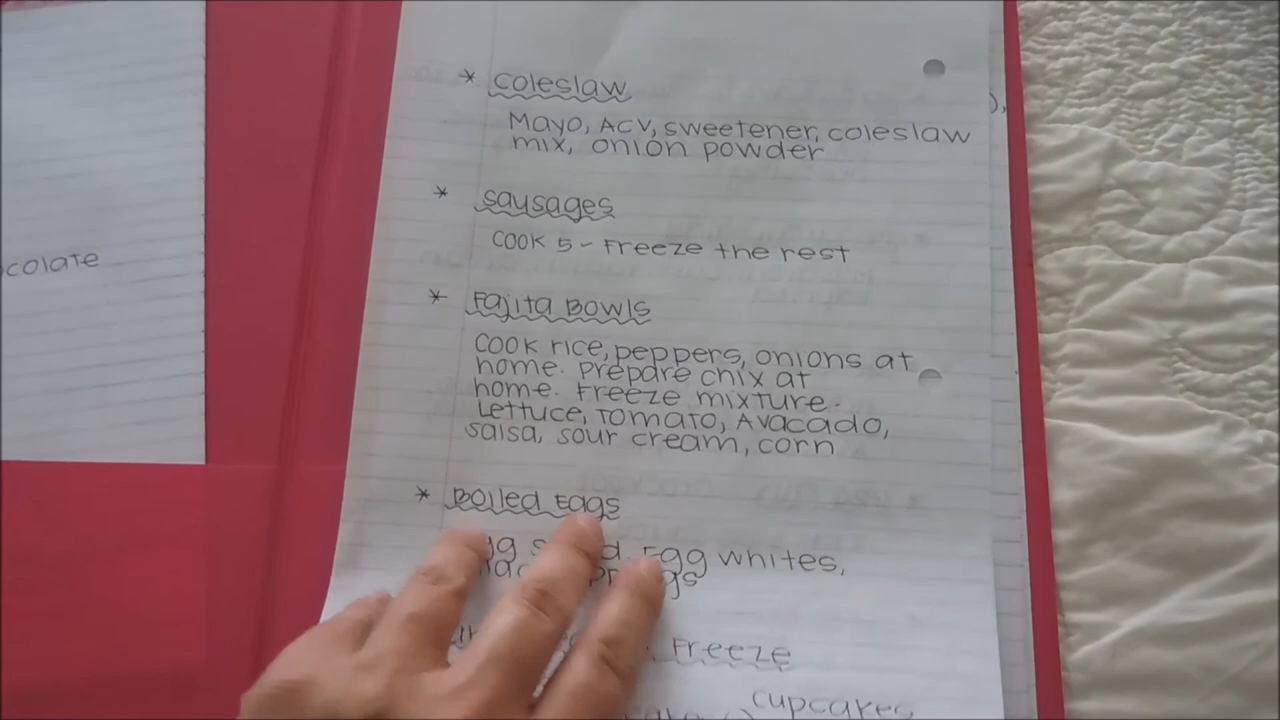 colate
* coleslaw
Mayo, ACV, sweetener, coleslaw
mix, onion powder
* sausages
COOK 5 - Freeze the rest
* Fajita Bowls
COOK rice, peppers, onions at
home. Prepare chix at
home. Freeze mixture.
Lettuce, Tomato, Avacado,
salsa, sour cream, corn
* Boiled Eggs
Egg whites,
Freeze
cupcakes